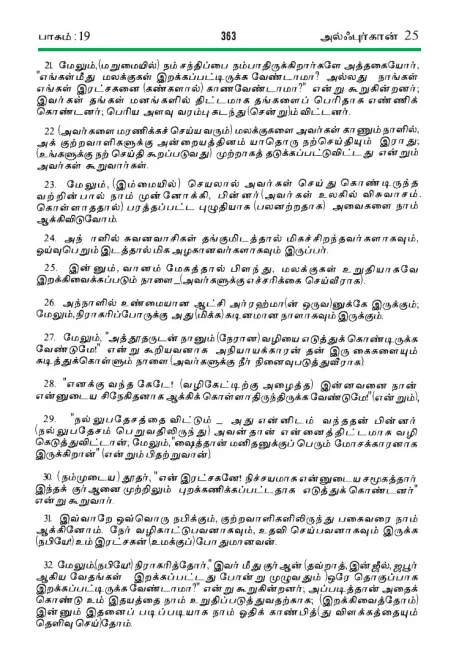 பாகம் : 19 363 அல்ஃபுர்கான் 25
21. மேலும்,(மறுமையில்) நம் சந்திப்பை நம்பாதிருக்கிறார்களே அத்தகையோர்,
"எங்கள்மீது மலக்குகள் இறக்கப்பட்டிருக்க வேண்டாமா? அல்லது நாங்கள்
எங்கள் இரட்சகனை (கண்களால்) காணவேண்டாமா?" என்று கூறுகின்றனர்;
இவர்கள் தங்கள் மனங்களில் திட்டமாக தங்களைப் பெரிதாக எண்ணிக்
கொண்டனர்; பெரிய அளவு வரம்பு கடந்து(சென்று)ம்விட்டனர்.
22. (அவர்களை மரணிக்கச் செய்ய வரும்) மலக்குகளை அவர்கள் காணும் நாளில்,
அக் குற்றவாளிகளுக்கு அன்றையத்தினம் யாதொரு நற்செய்தியும் இராது;
(உங்களுக்கு நற் செய்தி கூறப்படுவது) முற்றாகத் தடுக்கப்பட்டுவிட்டது என்றும்
அவர்கள் கூறுவார்கள்.
23. மேலும், (இம்மையில்) செயலால் அவர்கள் செய்து கொண்டிருந்த
வற்றின்பால் நாம் முன்னோக்கி, பின்னர்(அவர்கள் உலகில் விசுவாசம்
கொள்ளாததால்) பரத்தப்பட்ட புழுதியாக (பலனற்றதாக) அவைகளை நாம்
ஆக்கிவிடுவோம்.
24. அந் நாளில் சுவனவாசிகள் தங்குமிடத்தால் மிகச்சிறந்தவர்களாகவும்,
ஓய்வுபெறும் இடத்தால் மிக அழகானவர்களாகவும் இருப்பர்.
25. இன்னும், வானம் மேகத்தால் பிளந்து, மலக்குகள் உறுதியாகவே
இறக்கிவைக்கப்படும் நாளை_(அவர்களுக்கு எச்சரிக்கை செய்வீராக).
26. அந்நாளில் உண்மையான ஆட்சி அர்ரஹ்மா(ன் ஒருவ)னுக்கே இருக்கும்;
மேலும், நிராகரிப்போருக்கு அது(மிக்க) கடினமான நாளாகவும் இருக்கும்.
27. மேலும், "அத்தூதருடன் நானும் (நேரான) வழியை எடுத்துக் கொண்டிருக்க
வேண்டுமே!" என்று கூறியவனாக அநியாயக்காரன் தன் இரு கைகளையும்
கடித்துக்கொள்ளும் நாளை (அவர்களுக்கு நீர் நினைவுபடுத்துவீராக).
28. "எனக்கு வந்த கேடே! (வழிகேட்டிற்கு அழைத்த) இன்னவனை நான்
என்னுடைய சிநேகிதனாக ஆக்கிக் கொள்ளாதிருந்திருக்க வேண்டுமே!"(என்றும்),
29. "நல்லுபதேசத்தை விட்டும் _ அது என்னிடம் வந்ததன் பின்னர்
(நல்லுபதேசம் பெறுவதிலிருந்து) அவன்தான் என்னைத்திட்டமாக வழி
கெடுத்துவிட்டான்; மேலும், "ஷைத்தான் மனிதனுக்குப் பெரும் மோசக்காரனாக
இருக்கிறான்" (என்றும் பிதற்றுவான்).
30. (நம்முடைய) தூதர், "என் இரட்சகனே! நிச்சயமாக என்னுடைய சமூகத்தார்
இந்தக் குர்ஆனை முற்றிலும் புறக்கணிக்கப்பட்டதாக எடுத்துக் கொண்டனர்"
என்று கூறுவார்.
31. இவ்வாறே ஒவ்வொரு நபிக்கும், குற்றவாளிகளிலிருந்து பகைவரை நாம்
ஆக்கினோம். நேர் வழிகாட்டுபவனாகவும், உதவி செய்பவனாகவும் இருக்க
(நபியே!) உம் இரட்சகன் (உமக்குப்) போதுமானவன்.
32. மேலும்(நபியே!) நிராகரித்தோர், "இவர் மீது குர்ஆன் (தவ்றாத், இன்ஜீல், ஜபூர்
ஆகிய வேதங்கள் இறக்கப்பட்டது போன்று முழுவதும்) ஒரே தொகுப்பாக
இறக்கப்பட்டிருக்க வேண்டாமா?" என்று கூறுகின்றனர்; அப்படித்தான் அதைக்
கொண்டு உம் இதயத்தை நாம் உறுதிப்படுத்துவதற்காக; (இறக்கிவைத்தோம்)
இன்னும் இதனைப் படிப்படியாக நாம் ஓதிக் காண்பித்து விளக்கத்தையும்
தெளிவு செய்)தோம்.